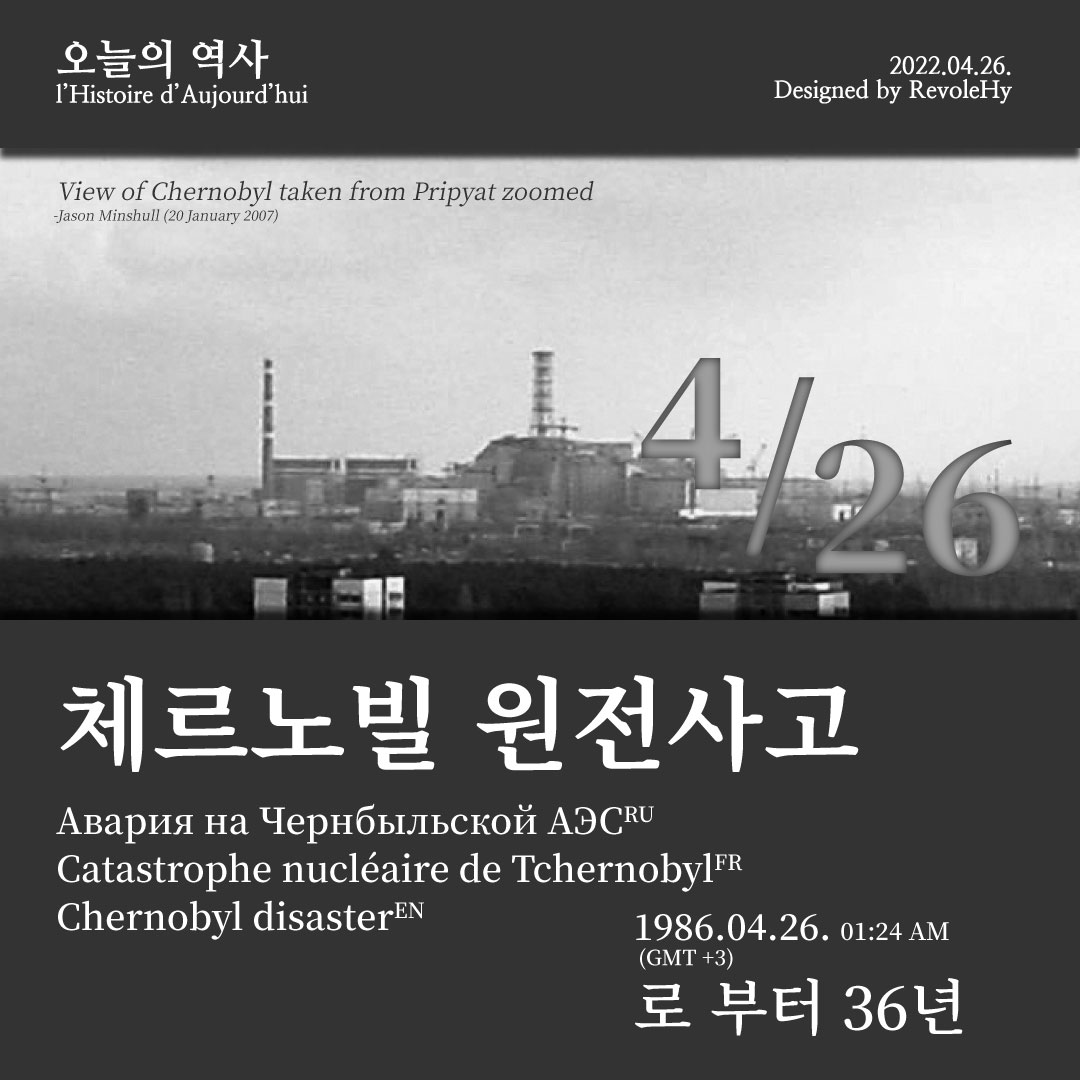 오늘의 역사
l'Histoire d'Aujourd'hui
2022.04.26.
Designed by RevoleHy
View of Chernobyl taken from Pripyat zoomed
-Jason Minshull (20 January 2007)
4/26
체르노빌 원전사고
Авария на Чернбыльской АЭСRU
Catastrophe nucléaire de TchernobylFR
Chernobyl disasterEN
1986.04.26. 01:24 AM
(GMT +3)
로 부터 36년